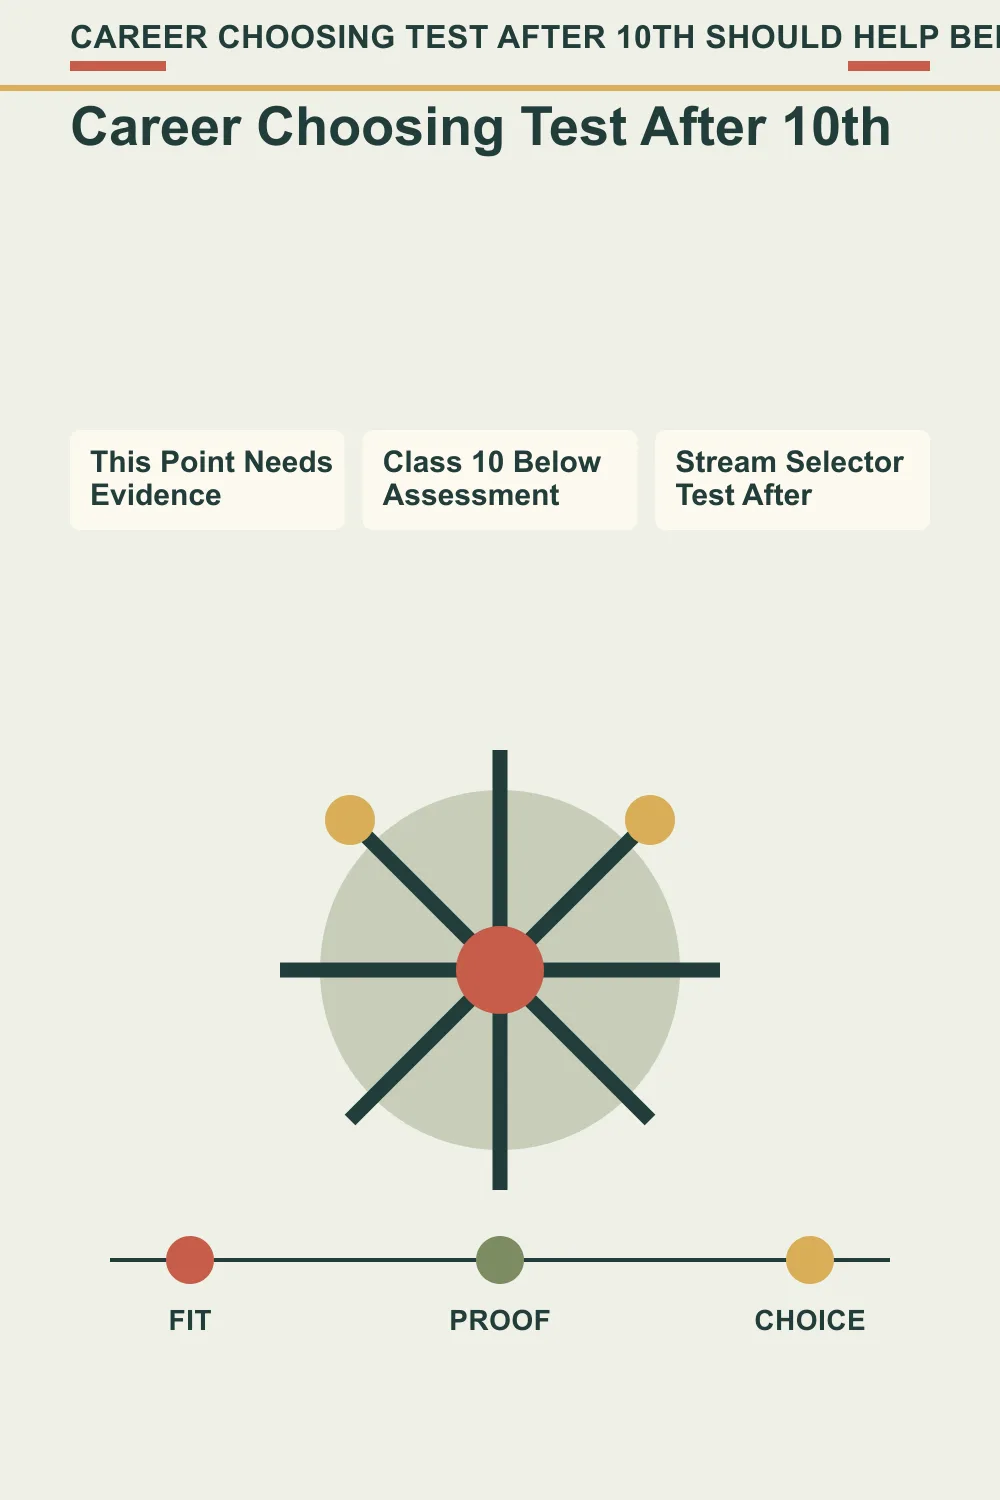 CAREER CHOOSING TEST AFTER 10TH SHOULD HELP
Career Choosing Test After 10th
This Point Needs
Evidence
Class 10 Below
Assessment
Stream Selector
Test After
FIT
PROOF
CHOICE